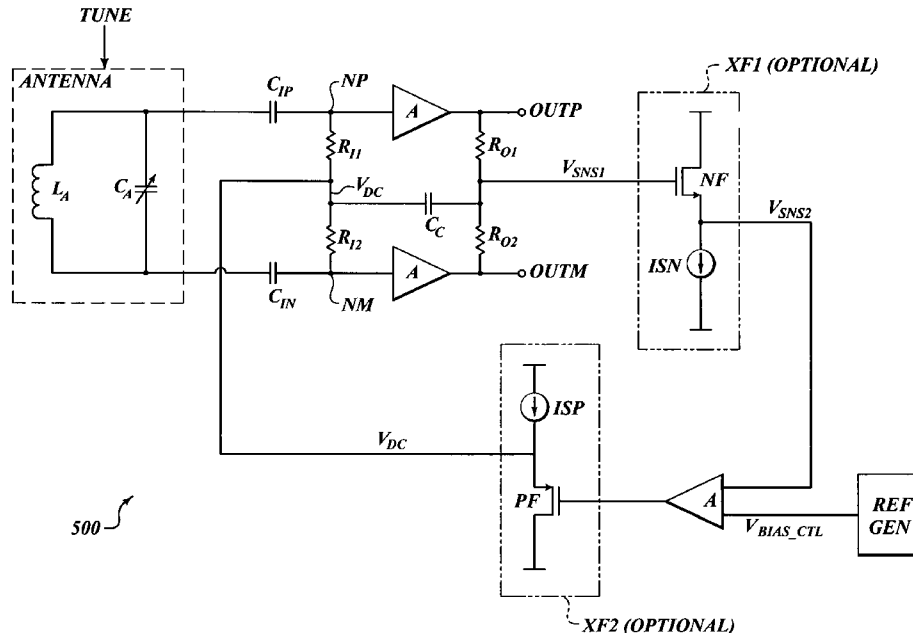 TUNE
ANTENNA
L_A
C_A
C_IP
NP
A
OUTP
R_I1
R_O1
V_DC
C_C
R_I2
R_O2
A
OUTM
C_IN
NM
V_SNS1
XF1 (OPTIONAL)
NF
V_SNS2
ISN
ISP
V_DC
PF
A
V_BIAS_CTL
REF
GEN
500
XF2 (OPTIONAL)